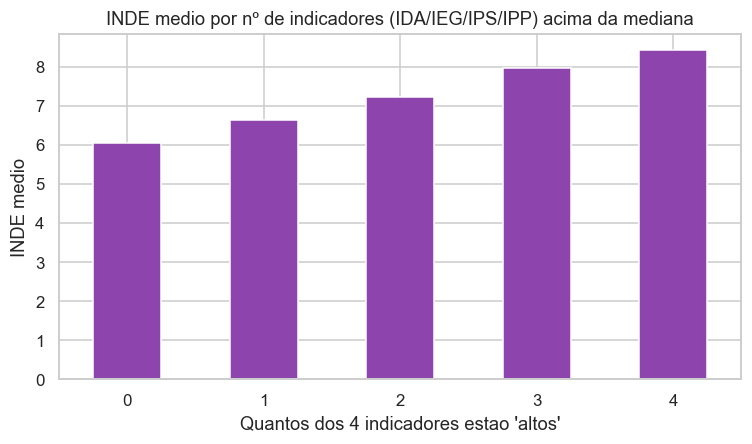 INDE medio por nº de indicadores (IDA/IEG/IPS/IPP) acima da mediana
INDE medio
8
7
6
5
4
3
2
1
0
0 1 2 3 4
Quantos dos 4 indicadores estao 'altos'